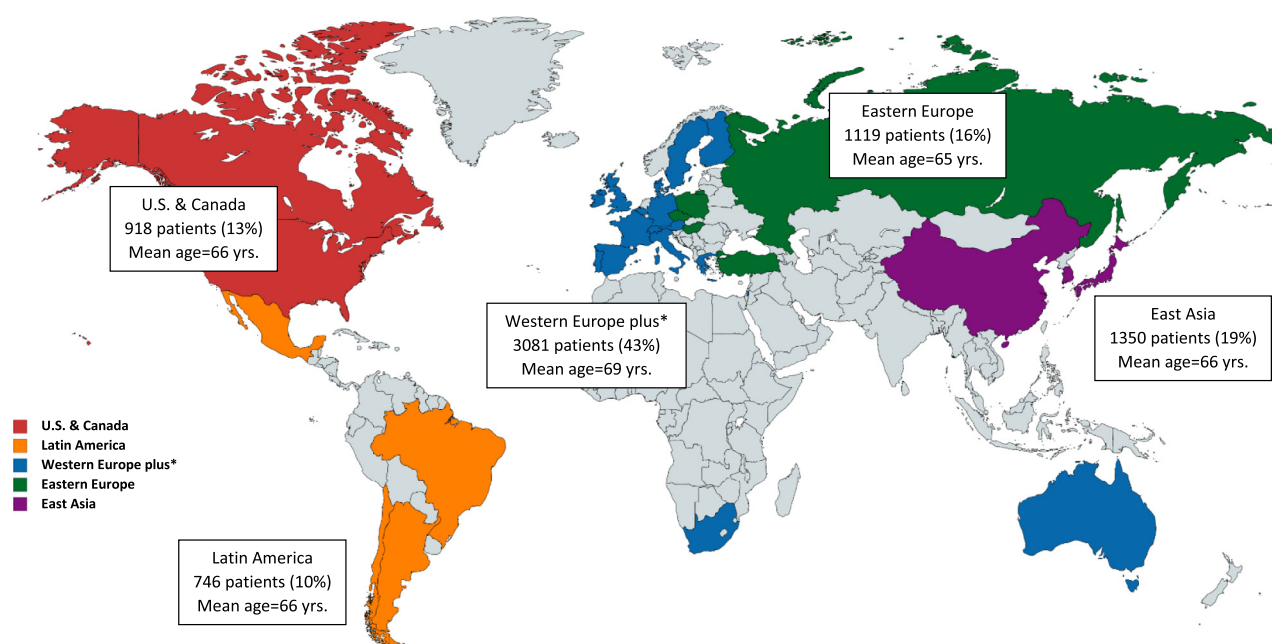 Eastern Europe
1119 patients (16%)
Mean age=65 yrs.
U.S. & Canada
918 patients (13%)
Mean age=66 yrs.
Western Europe plus*
3081 patients (43%)
Mean age=69 yrs.
East Asia
1350 patients (19%)
Mean age=66 yrs.
U.S. & Canada
Latin America
Western Europe plus*
Eastern Europe
East Asia
Latin America
746 patients (10%)
Mean age=66 yrs.